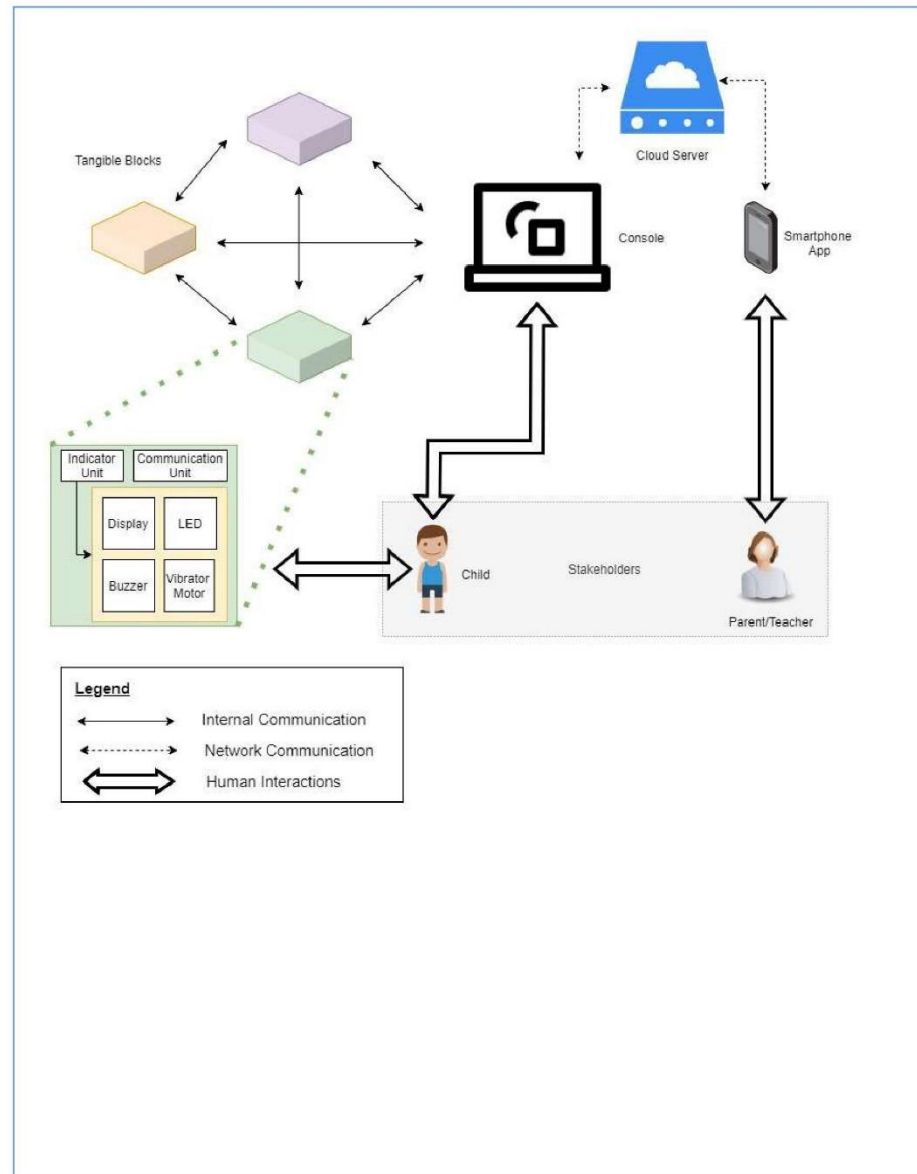 Tangible Blocks
Cloud Server
Console
Smartphone
App
Indicator
Unit
Communication
Unit
Display
LED
Buzzer
Vibrator
Motor
Child
Stakeholders
Parent/Teacher
Legend
Internal Communication
Network Communication
Human Interactions